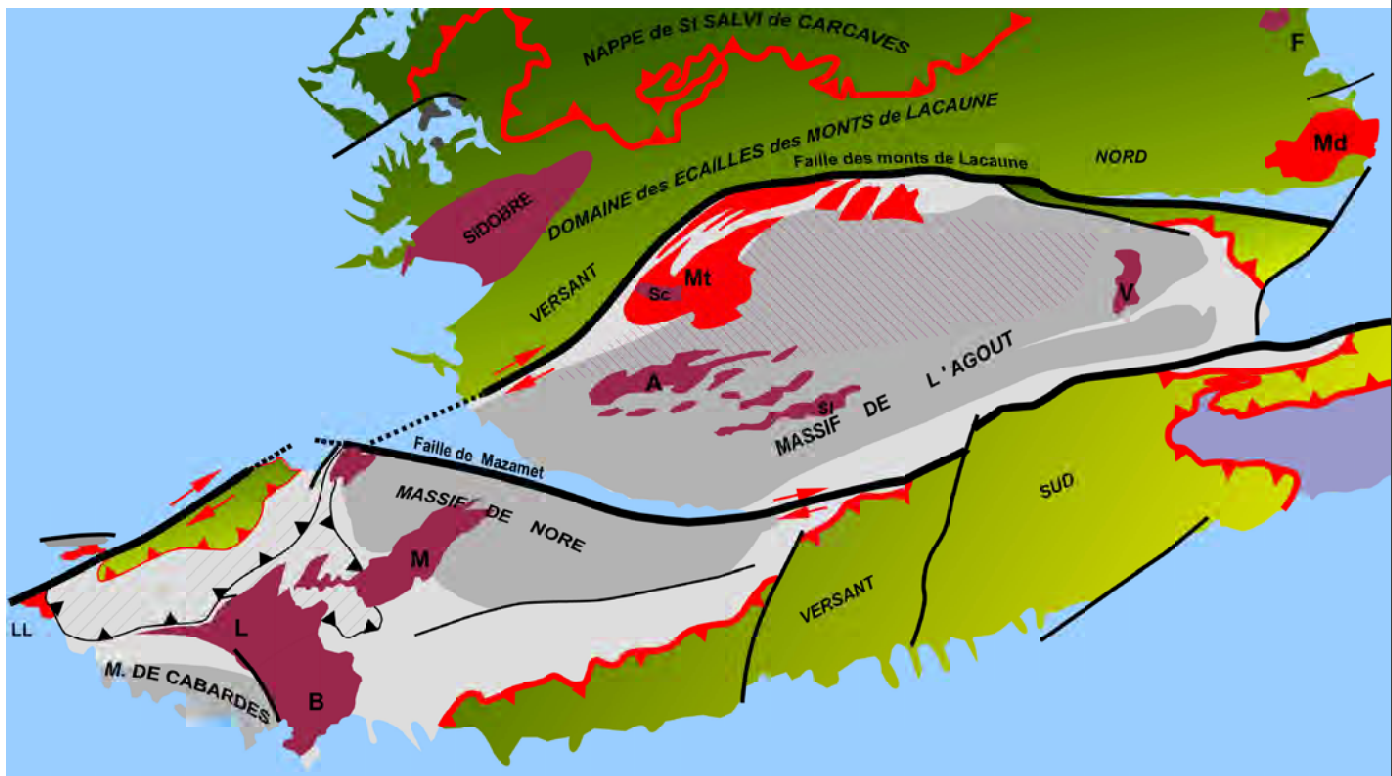 NAPPE de St SALVI de CARCAVES
F
DOMAINE des ECAILLES des MONTS de LACAUNE
Md
Faille des monts de Lacaune
NORD
SIDOBRE
VERSANT
Mt
Sc
V
A
Sl
MASSIF DE L'AGOUT
Faille de Mazamet
SUD
MASSIF DE NORE
M
VERSANT
LL
L
M. DE CABARDES
B